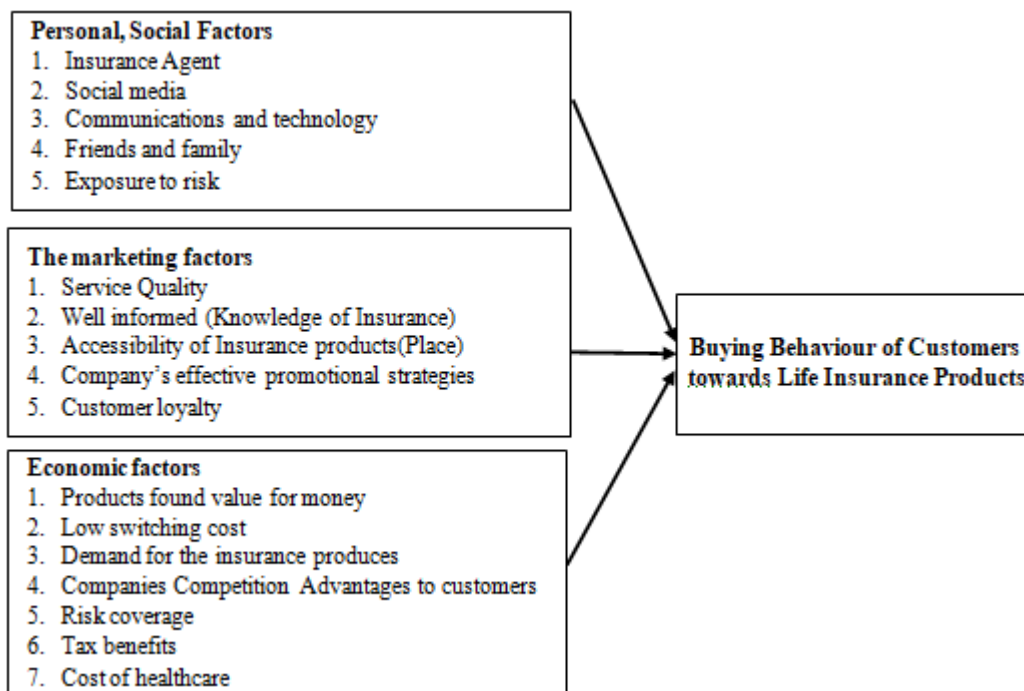 Personal, Social Factors
1. Insurance Agent
2. Social media
3. Communications and technology
4. Friends and family
5. Exposure to risk
The marketing factors
1. Service Quality
2. Well informed (Knowledge of Insurance)
3. Accessibility of Insurance products(Place)
4. Company's effective promotional strategies
5. Customer loyalty
Buying Behaviour of Customers
towards Life Insurance Products
Economic factors
1. Products found value for money
2. Low switching cost
3. Demand for the insurance produces
4. Companies Competition Advantages to customers
5. Risk coverage
6. Tax benefits
7. Cost of healthcare